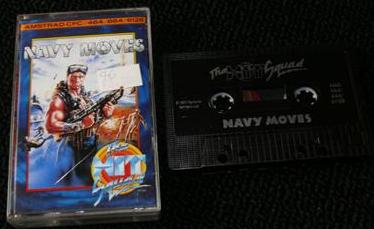 AMSTRAD CPC 464/664/6128
NAVY MOVES
THE
HIT
Squad
The HIT Squad
NAVY MOVES